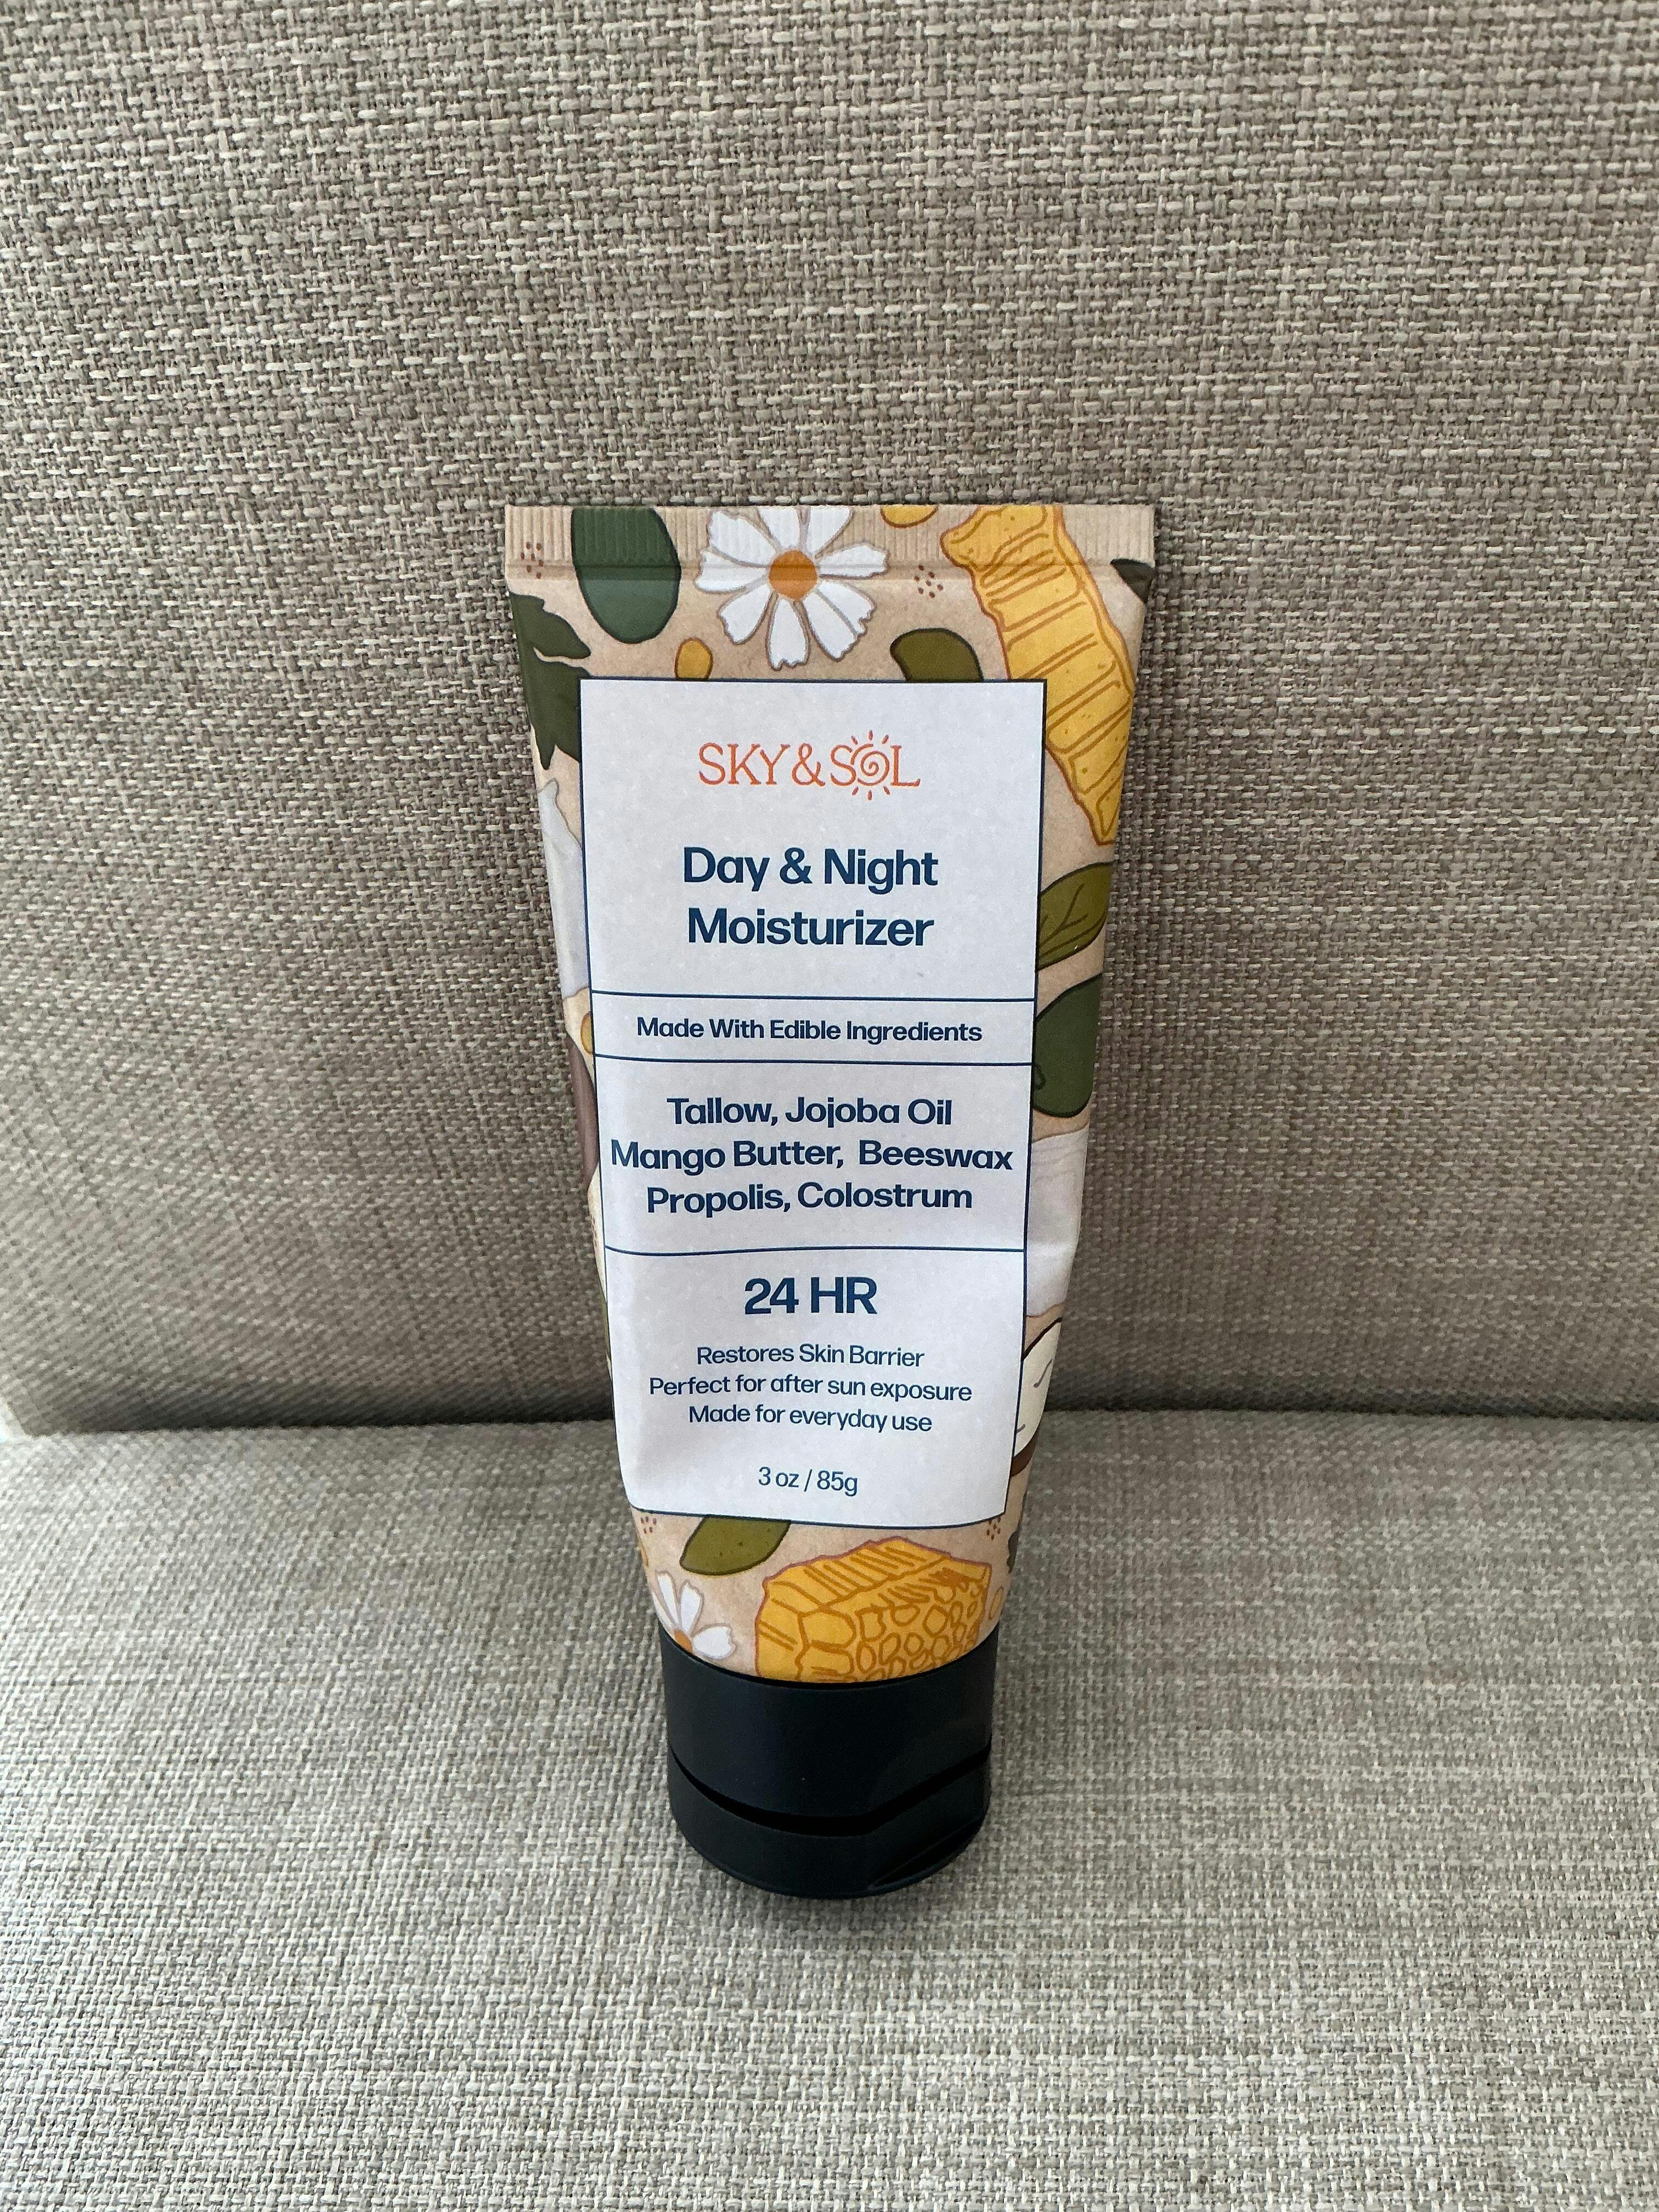 SKY&SOL
Day & Night
Moisturizer
Made With Edible Ingredients
Tallow, Jojoba Oil
Mango Butter, Beeswax
Propolis, Colostrum
24 HR
Restores Skin Barrier
Perfect for after sun exposure
Made for everyday use
3 oz / 85g